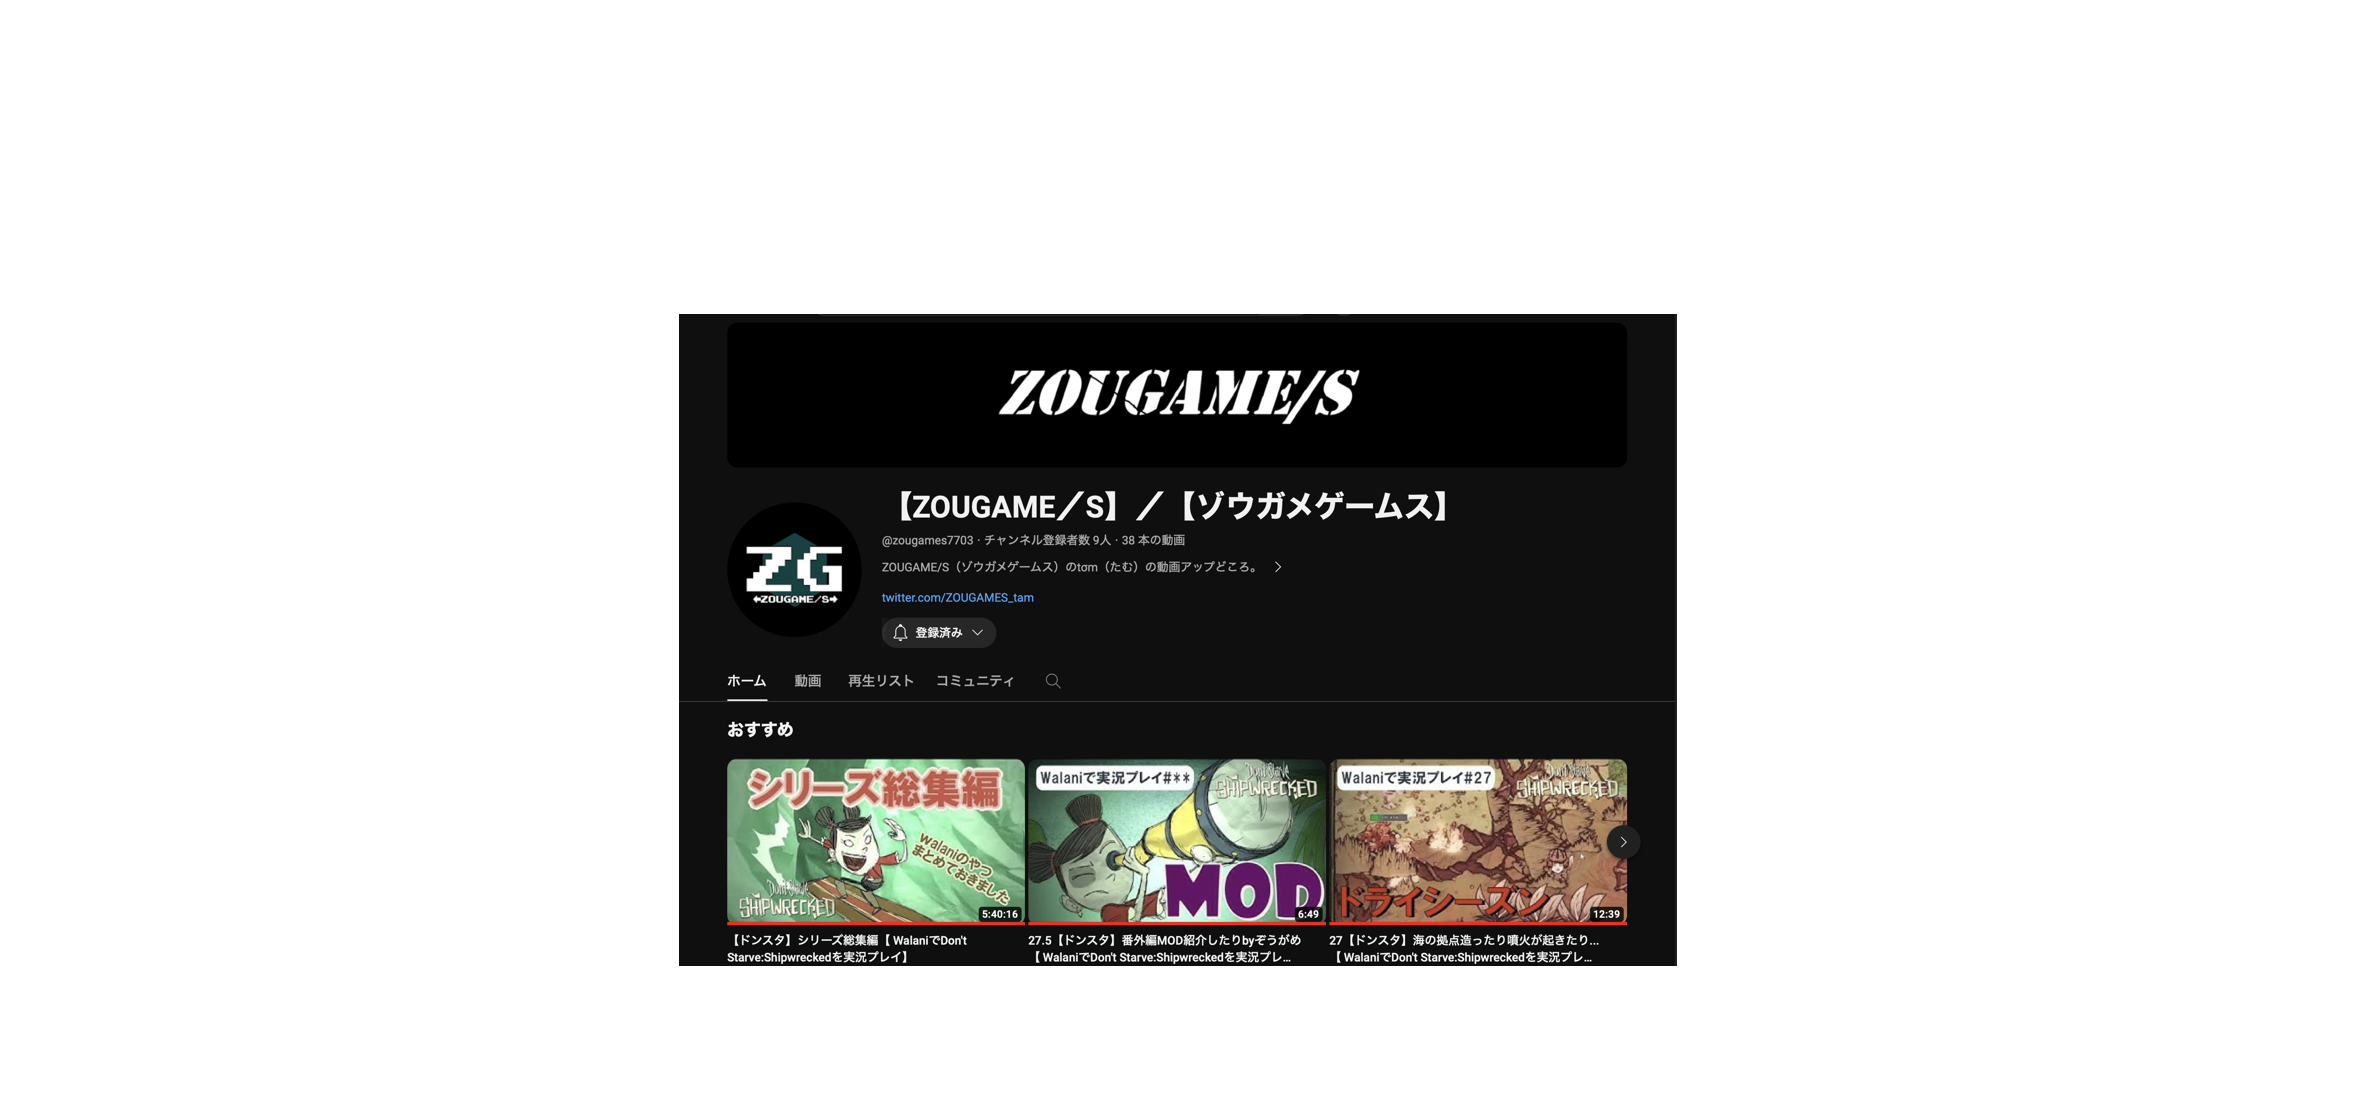 ZOUGAME/S
【ZOUGAME／S】／【ゾウガメゲームス】
@zougames7703 · チャンネル登録者数 9人 · 38 本の動画
ZOUGAME/S（ゾウガメゲームス）のtσm（たむ）の動画アップどころ。
twitter.com/ZOUGAMES_tam
登録済み
ZG
ZOUGAME/S
ホーム 動画 再生リスト コミュニティ
おすすめ
シリーズ総集編
walaniのやつ
まとめておきました
Don't Starve
SHIPWRECKED
5:40:16
【ドンスタ】シリーズ総集編【 WalaniでDon't
Starve:Shipwreckedを実況プレイ】
Walaniで実況プレイ#**
Don't Starve
SHIPWRECKED
MOD
6:49
27.5【ドンスタ】番外編MOD紹介したりbyぞうがめ
【 WalaniでDon't Starve:Shipwreckedを実況プレ...
Walaniで実況プレイ#27
Don't Starve
SHIPWRECKED
ドライシーズン
12:39
27【ドンスタ】海の拠点造ったり噴火が起きたり...
【 WalaniでDon't Starve:Shipwreckedを実況プレ...